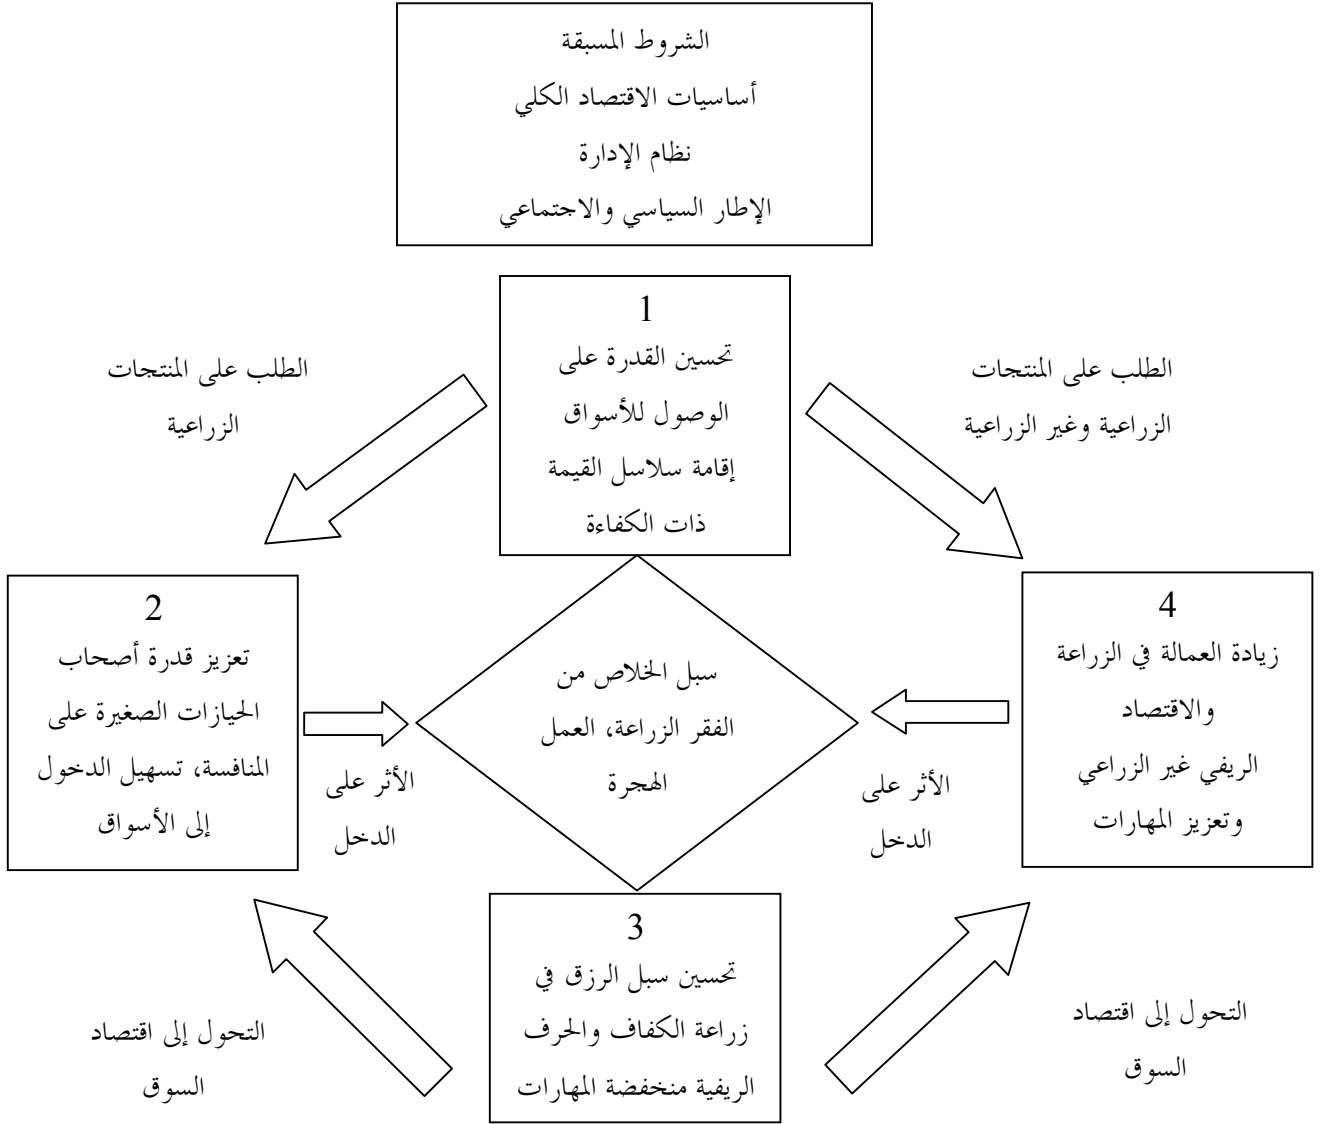 الشروط المسبقة
أساسيات الاقتصاد الكلي
نظام الإدارة
الإطار السياسي والاجتماعي
1
تحسين القدرة على
الوصول للأسواق
إقامة سلاسل القيمة
ذات الكفاءة
الطلب على المنتجات
الزراعية وغير الزراعية
الطلب على المنتجات
الزراعية
4
زيادة العمالة في الزراعة
والاقتصاد
الريفي غير الزراعي
وتعزيز المهارات
الأثر على
الدخل
سبل الخلاص من
الفقر الزراعة، العمل
الهجرة
2
تعزيز قدرة أصحاب
الحيازات الصغيرة على
المنافسة، تسهيل الدخول
إلى الأسواق
الأثر على
الدخل
3
تحسين سبل الرزق في
زراعة الكفاف والحرف
الريفية منخفضة المهارات
التحول إلى اقتصاد
السوق
التحول إلى اقتصاد
السوق